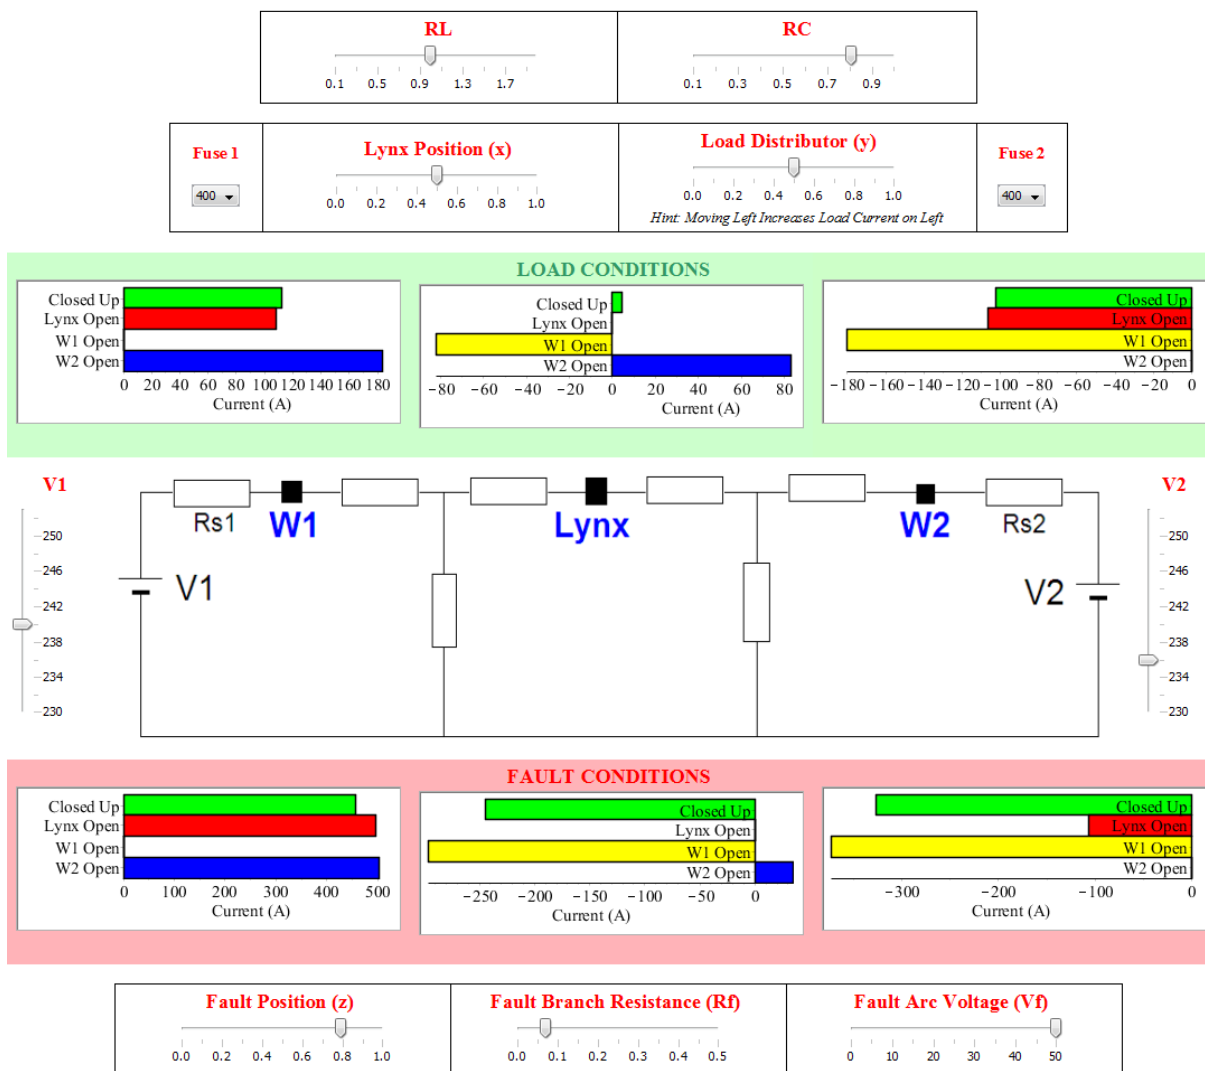 RL RC
0.1 0.5 0.9 1.3 1.7 0.1 0.3 0.5 0.7 0.9
Fuse 1 Lynx Position (x) Load Distributor (y) Fuse 2
400 400
0.0 0.2 0.4 0.6 0.8 1.0 0.0 0.2 0.4 0.6 0.8 1.0
Hint: Moving Left Increases Load Current on Left
LOAD CONDITIONS
Closed Up
Lynx Open
W1 Open
W2 Open
0 20 40 60 80 100 120 140 160 180
Current (A)
Closed Up
Lynx Open
W1 Open
W2 Open
-80 -60 -40 -20 0 20 40 60 80
Current (A)
Closed Up
Lynx Open
W1 Open
W2 Open
-180 -160 -140 -120 -100 -80 -60 -40 -20 0
Current (A)
V1
250
246
242
238
234
230
Rs1 W1 Lynx W2 Rs2
V1 V2
V2
250
246
242
238
234
230
FAULT CONDITIONS
Closed Up
Lynx Open
W1 Open
W2 Open
0 100 200 300 400 500
Current (A)
Closed Up
Lynx Open
W1 Open
W2 Open
-250 -200 -150 -100 -50 0
Current (A)
Closed Up
Lynx Open
W1 Open
W2 Open
-300 -200 -100 0
Current (A)
Fault Position (z) Fault Branch Resistance (Rf) Fault Arc Voltage (Vf)
0.0 0.2 0.4 0.6 0.8 1.0 0.0 0.1 0.2 0.3 0.4 0.5 0 10 20 30 40 50